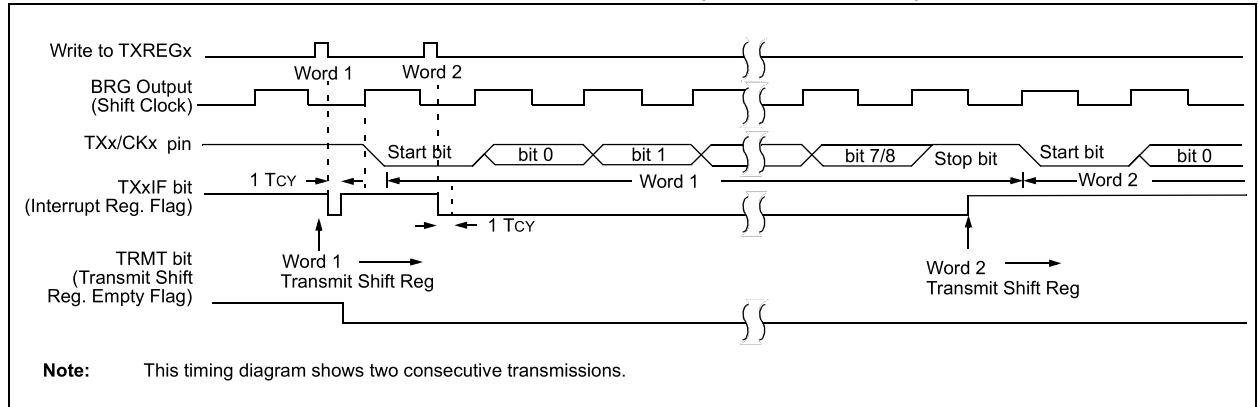 Write to TXREGx
Word 1
Word 2
BRG Output
(Shift Clock)
TXx/CKx pin
Start bit
bit 0
bit 1
bit 7/8
Stop bit
Start bit
bit 0
1 TCY
Word 1
Word 2
TXxIF bit
(Interrupt Reg. Flag)
1 TCY
TRMT bit
(Transmit Shift
Reg. Empty Flag)
Word 1
Transmit Shift Reg
Word 2
Transmit Shift Reg
Note: This timing diagram shows two consecutive transmissions.